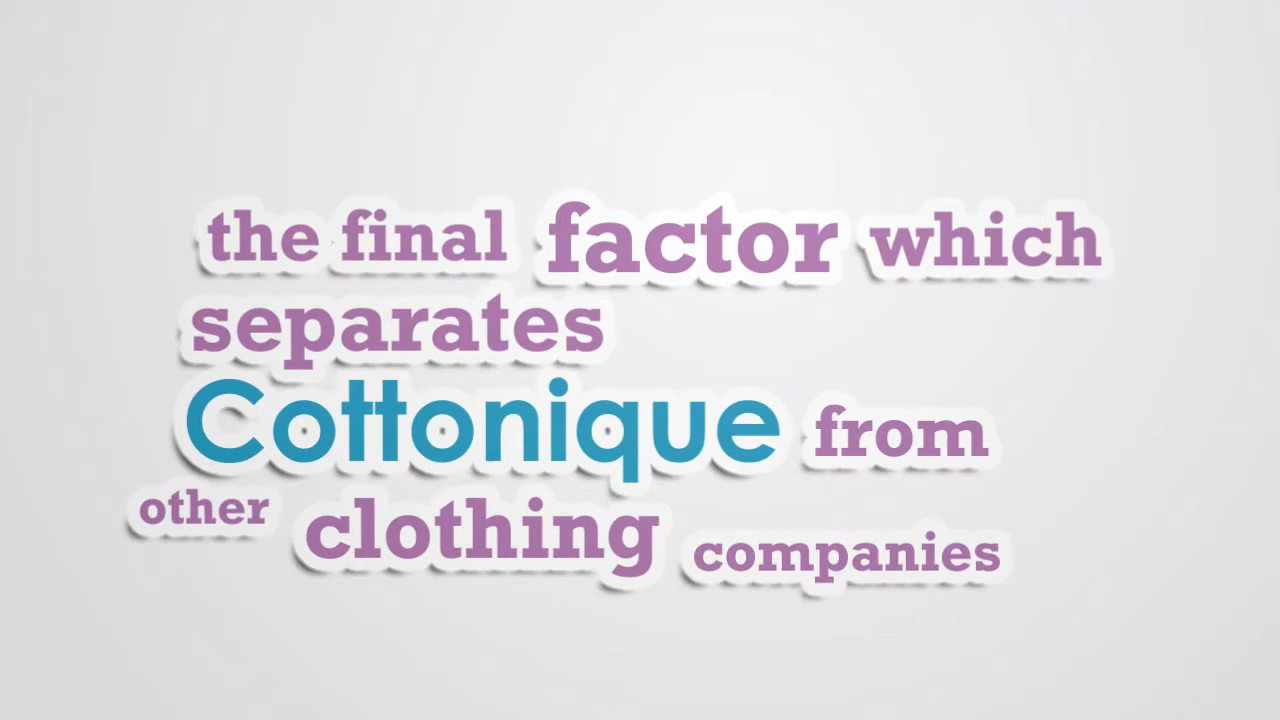 the final factor which
separates
Cottonique from
other clothing companies